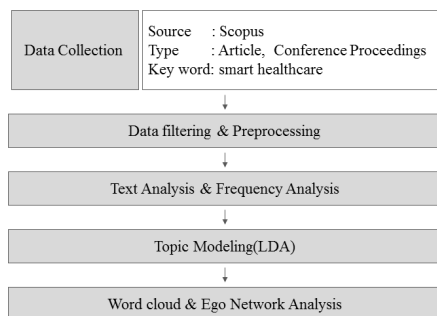 Data Collection
Source : Scopus
Type : Article, Conference Proceedings
Key word: smart healthcare
Data filtering & Preprocessing
Text Analysis & Frequency Analysis
Topic Modeling(LDA)
Word cloud & Ego Network Analysis